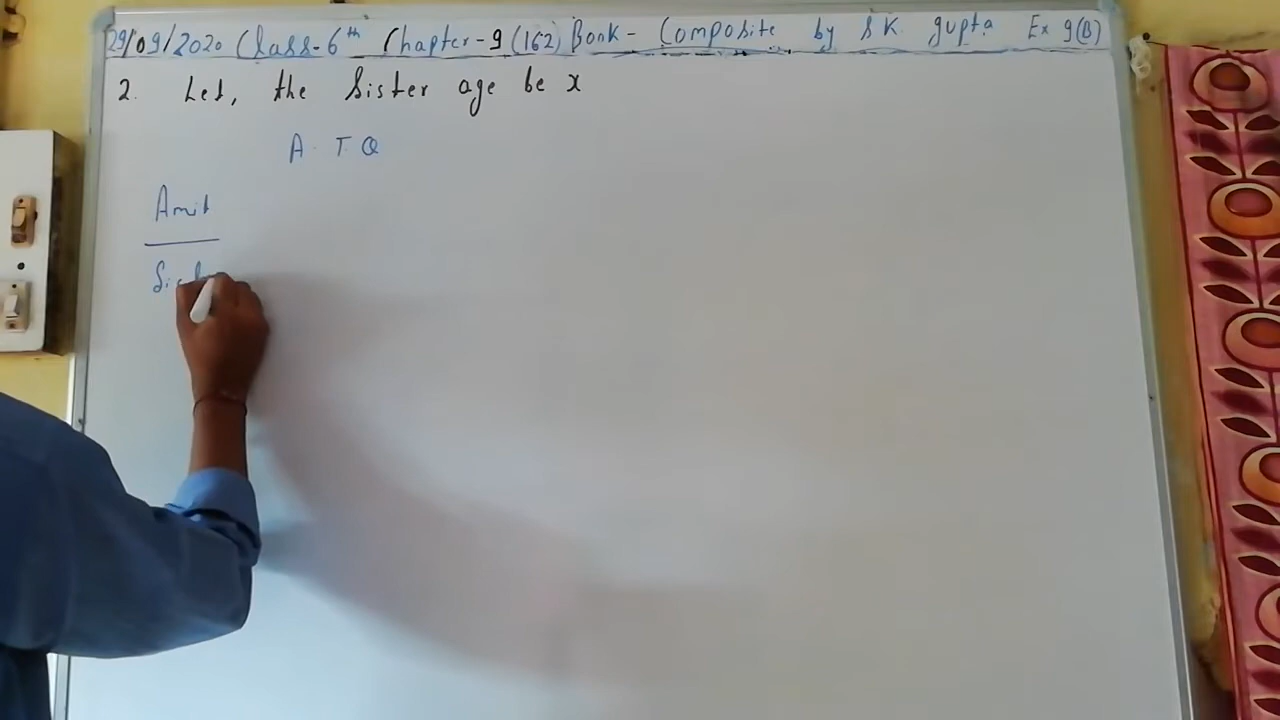 29/09/2020 Class-6th Chapter-9 (162) Book- Composite by S.K. gupta Ex 9(B)
2. Let, the Sister age be x
A. T. Q
Amit